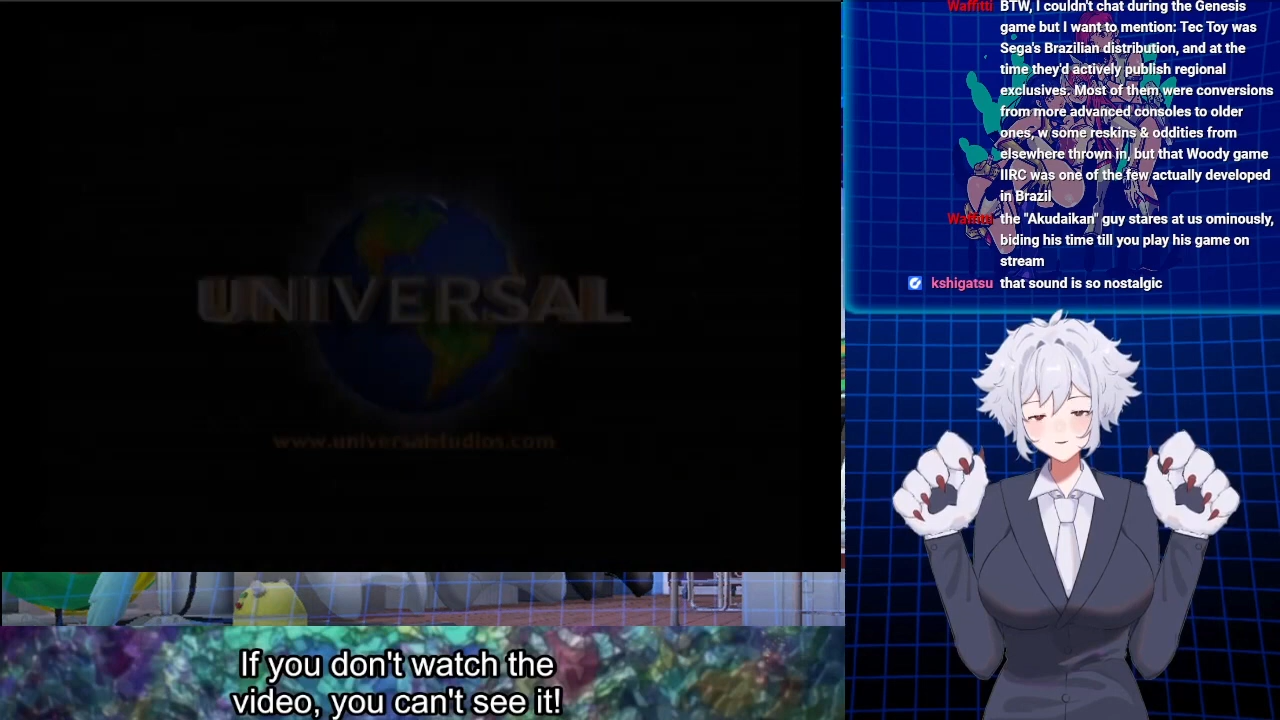 UNIVERSAL
www.universalstudios.com
If you don't watch the
video, you can't see it!
Waffitti BTW, I couldn't chat during the Genesis
game but I want to mention: Tec Toy was
Sega's Brazilian distribution, and at the
time they'd actively publish regional
exclusives. Most of them were conversions
from more advanced consoles to older
ones, w some reskins & oddities from
elsewhere thrown in, but that Woody game
IIRC was one of the few actually developed
in Brazil
Waffitti the "Akudaikan" guy stares at us ominously,
biding his time till you play his game on
stream
kshigatsu that sound is so nostalgic